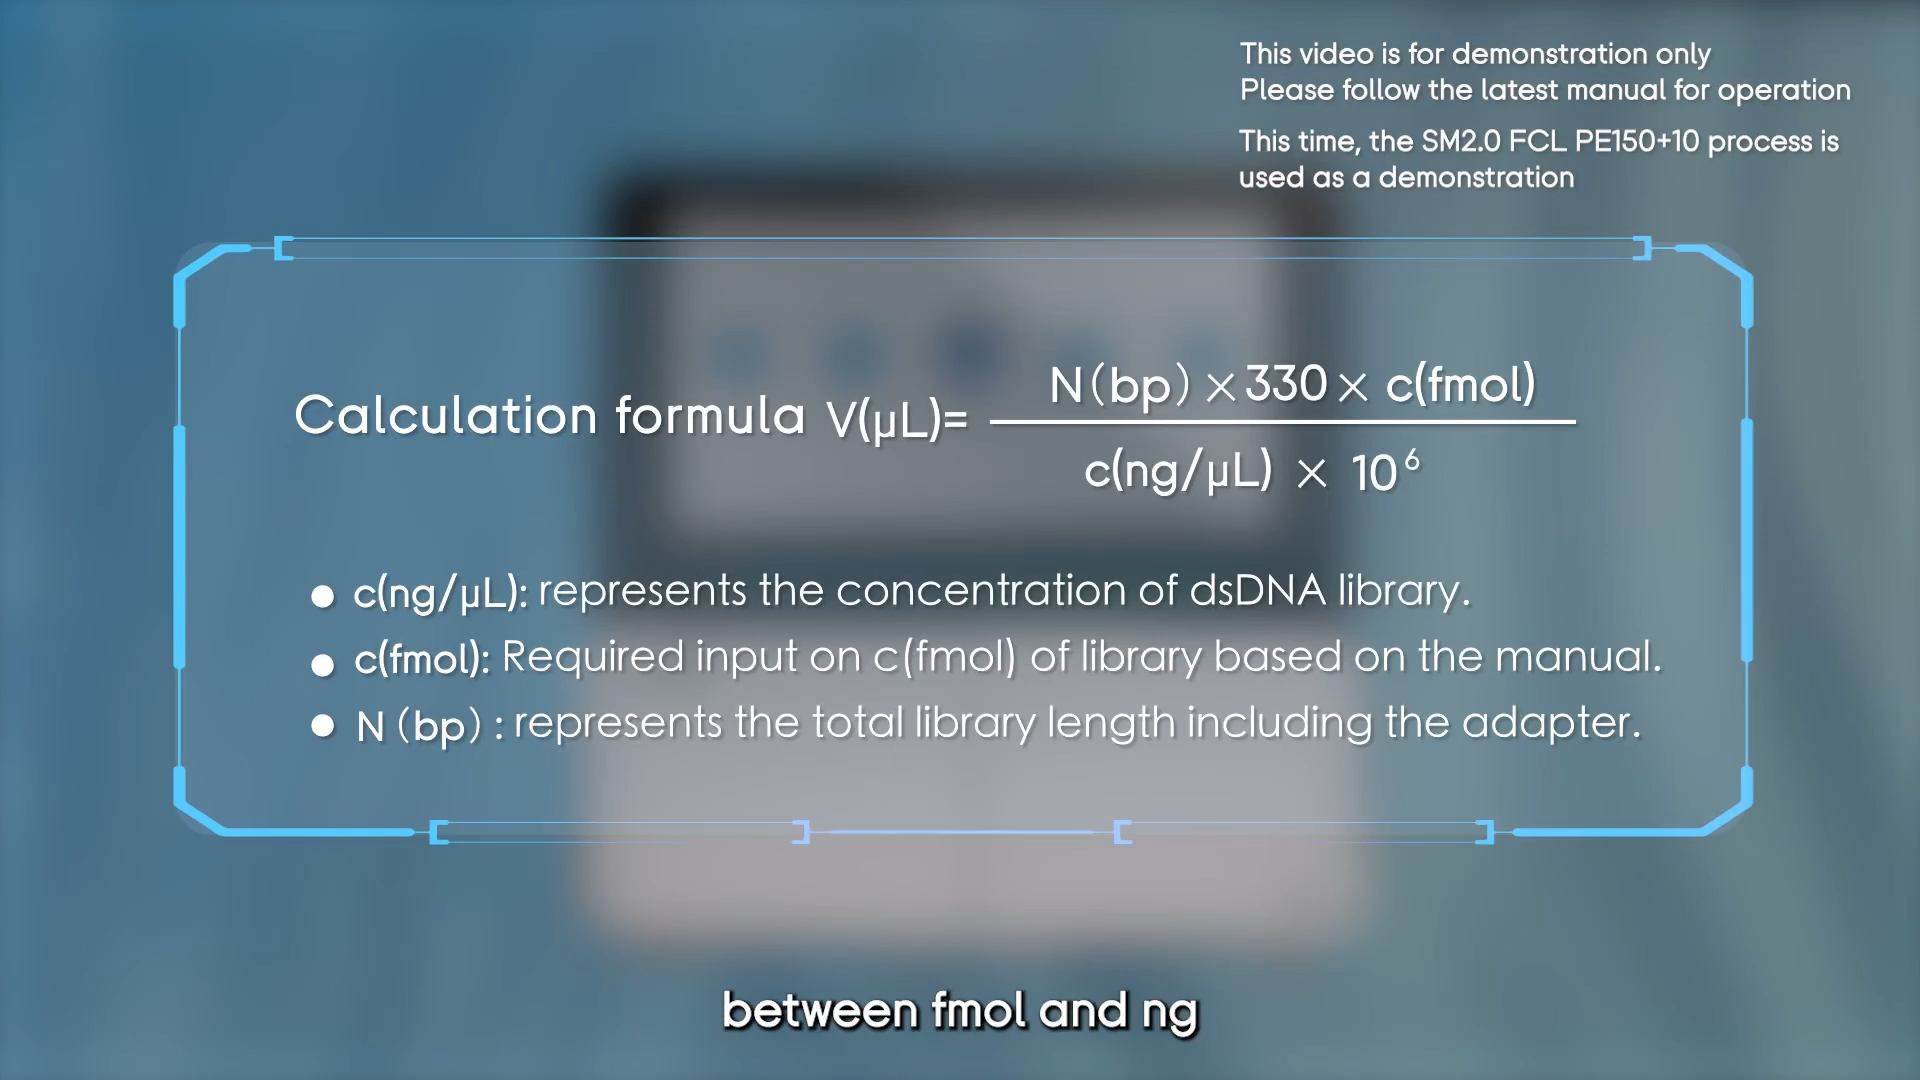 This video is for demonstration only
Please follow the latest manual for operation
This time, the SM2.0 FCL PE150+10 process is
used as a demonstration
Calculation formula V(μL)= N（bp）×330× c(fmol)
c(ng/μL) × 10⁶
● c(ng/μL): represents the concentration of dsDNA library.
● c(fmol): Required input on c(fmol) of library based on the manual.
● N（bp）: represents the total library length including the adapter.
between fmol and ng